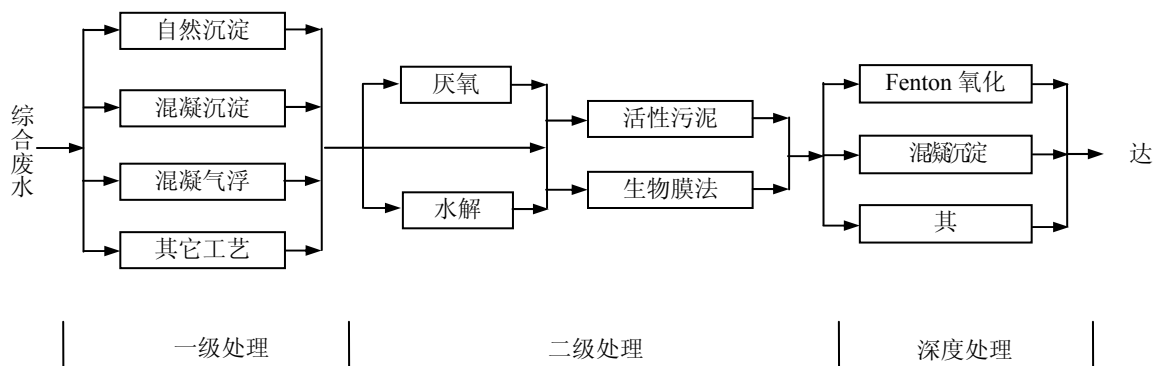 综合废水
自然沉淀
混凝沉淀
混凝气浮
其它工艺
厌氧
水解
活性污泥
生物膜法
Fenton 氧化
混凝沉淀
其
达
一级处理
二级处理
深度处理